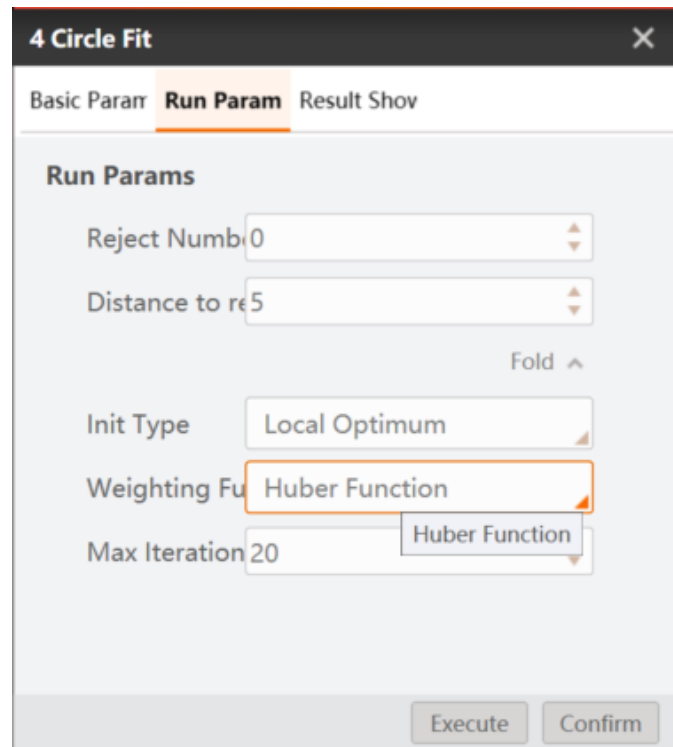 4 Circle Fit
Basic Param Run Param Result Show
Run Params
Reject Numb 0
Distance to re 5
Fold
Init Type Local Optimum
Weighting Fu Huber Function
Huber Function
Max Iteration 20
Execute Confirm